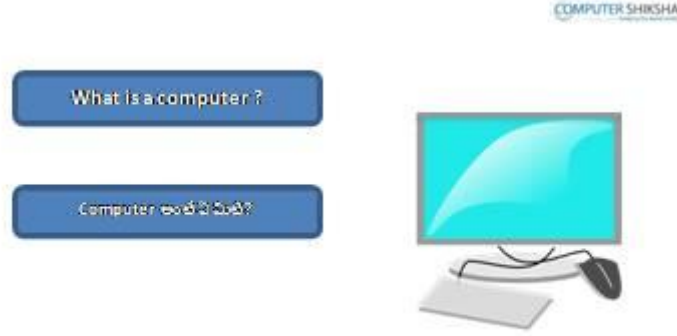 COMPUTER SHIKSHA
What is a computer ?
Computer అంటే ఏమిటి?